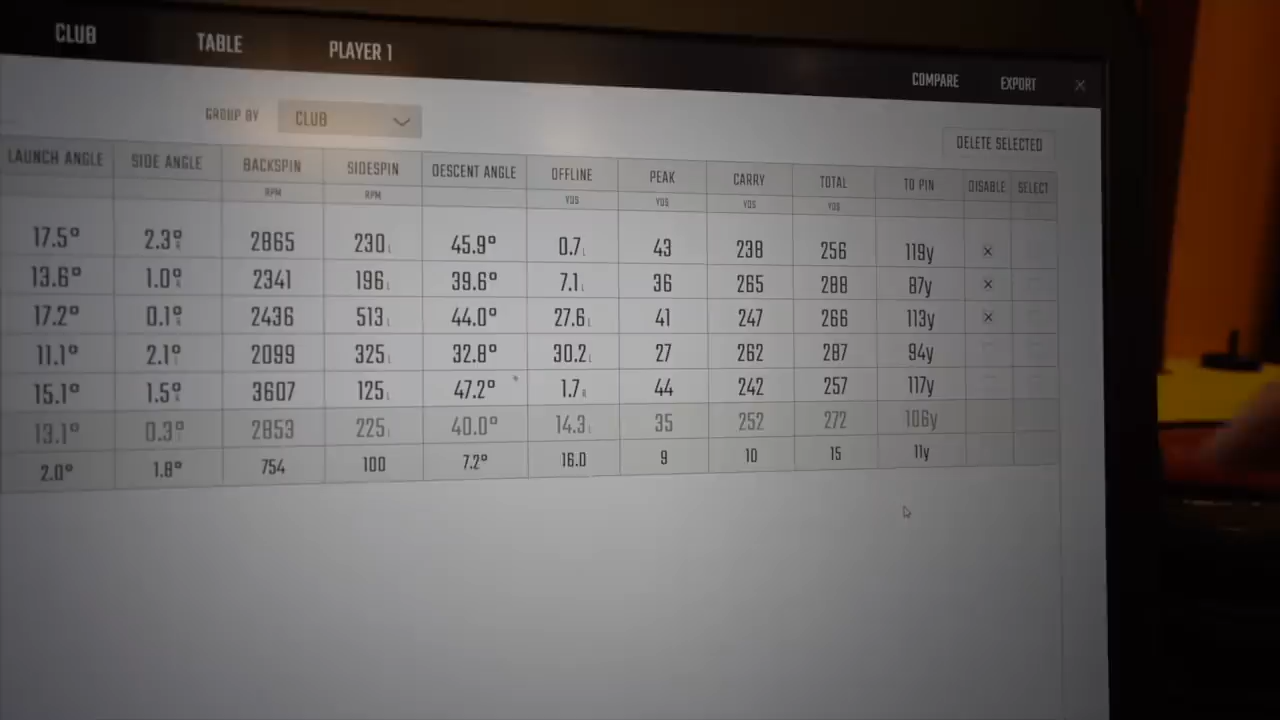 CLUB TABLE PLAYER 1
COMPARE EXPORT ×
GROUP BY CLUB
DELETE SELECTED
LAUNCH ANGLE SIDE ANGLE BACKSPIN SIDESPIN DESCENT ANGLE OFFLINE PEAK CARRY TOTAL TO PIN DISABLE SELECT
RPM RPM YDS YDS YDS YDS
17.5° 2.3° 2865 230 L 45.9° 0.7 L 43 238 256 119y ×
13.6° 1.0° 2341 196 L 39.6° 7.1 L 36 265 288 87y ×
17.2° 0.1° 2436 513 L 44.0° 27.6 L 41 247 266 113y ×
11.1° 2.1° 2099 325 L 32.8° 30.2 L 27 262 287 94y
15.1° 1.5° 3607 125 L 47.2° 1.7 R 44 242 257 117y
13.1° 0.3° 2853 225 L 40.0° 14.3 L 35 252 272 106y
2.0° 1.8° 754 100 7.2° 16.0 9 10 15 11y